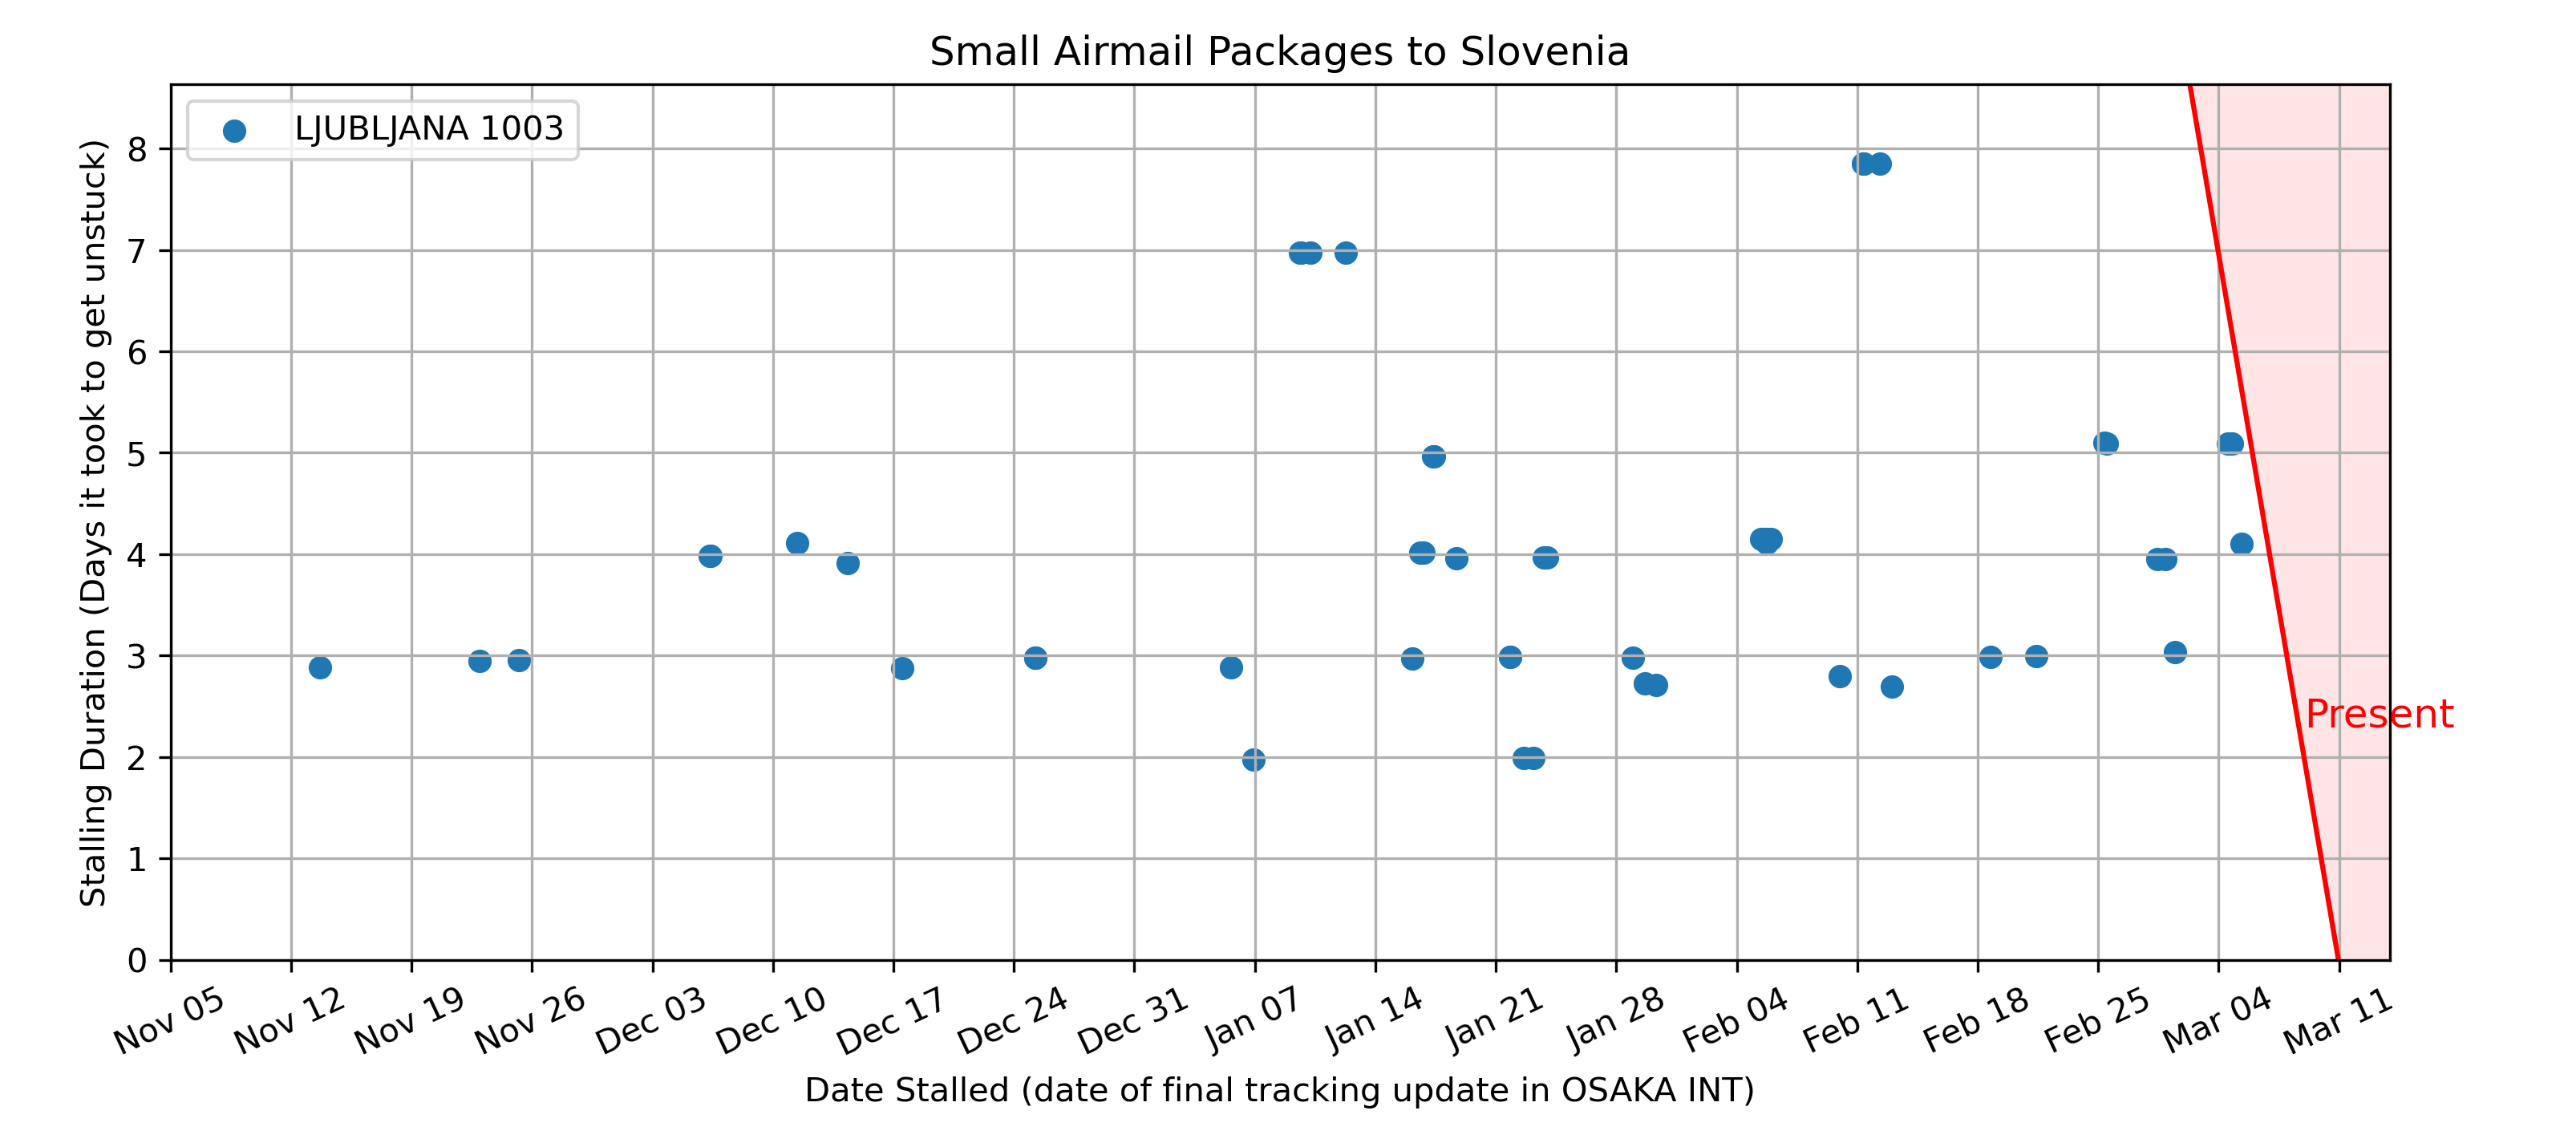 Small Airmail Packages to Slovenia
LJUBLJANA 1003
Stalling Duration (Days it took to get unstuck)
8
7
6
5
4
3
2
1
0
Present
Nov 05 Nov 12 Nov 19 Nov 26 Dec 03 Dec 10 Dec 17 Dec 24 Dec 31 Jan 07 Jan 14 Jan 21 Jan 28 Feb 04 Feb 11 Feb 18 Feb 25 Mar 04 Mar 11
Date Stalled (date of final tracking update in OSAKA INT)